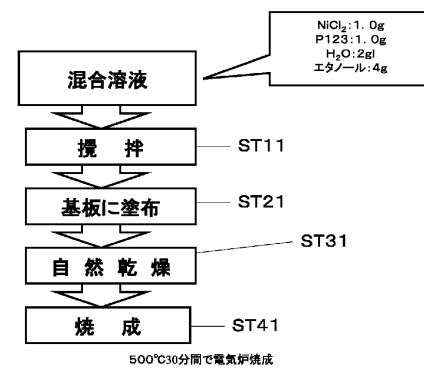 NiCl₂:1.0g
P123:1.0g
H₂O:2gl
エタノール:4g
混合溶液
攪 拌
ST11
基板に塗布
ST21
自 然 乾 燥
ST31
焼 成
ST41
500℃30分間で電気炉焼成